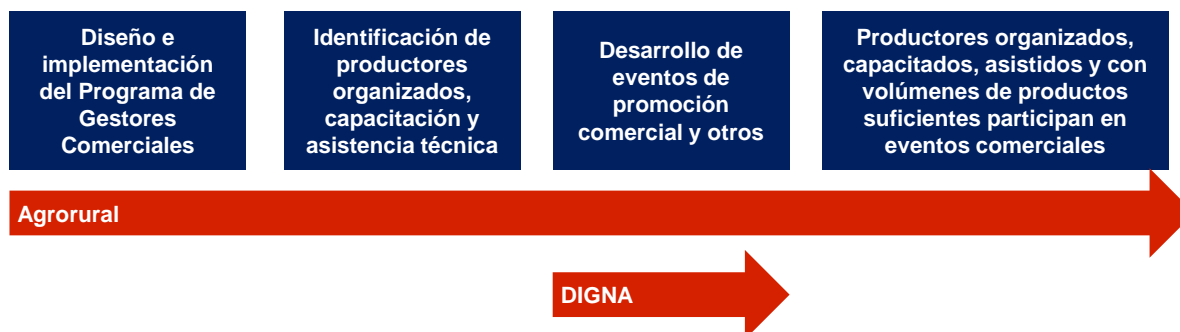 Diseño e
implementación
del Programa de
Gestores
Comerciales
Identificación de
productores
organizados,
capacitación y
asistencia técnica
Desarrollo de
eventos de
promoción
comercial y otros
Productores organizados,
capacitados, asistidos y con
volúmenes de productos
suficientes participan en
eventos comerciales
Agrorural
DIGNA